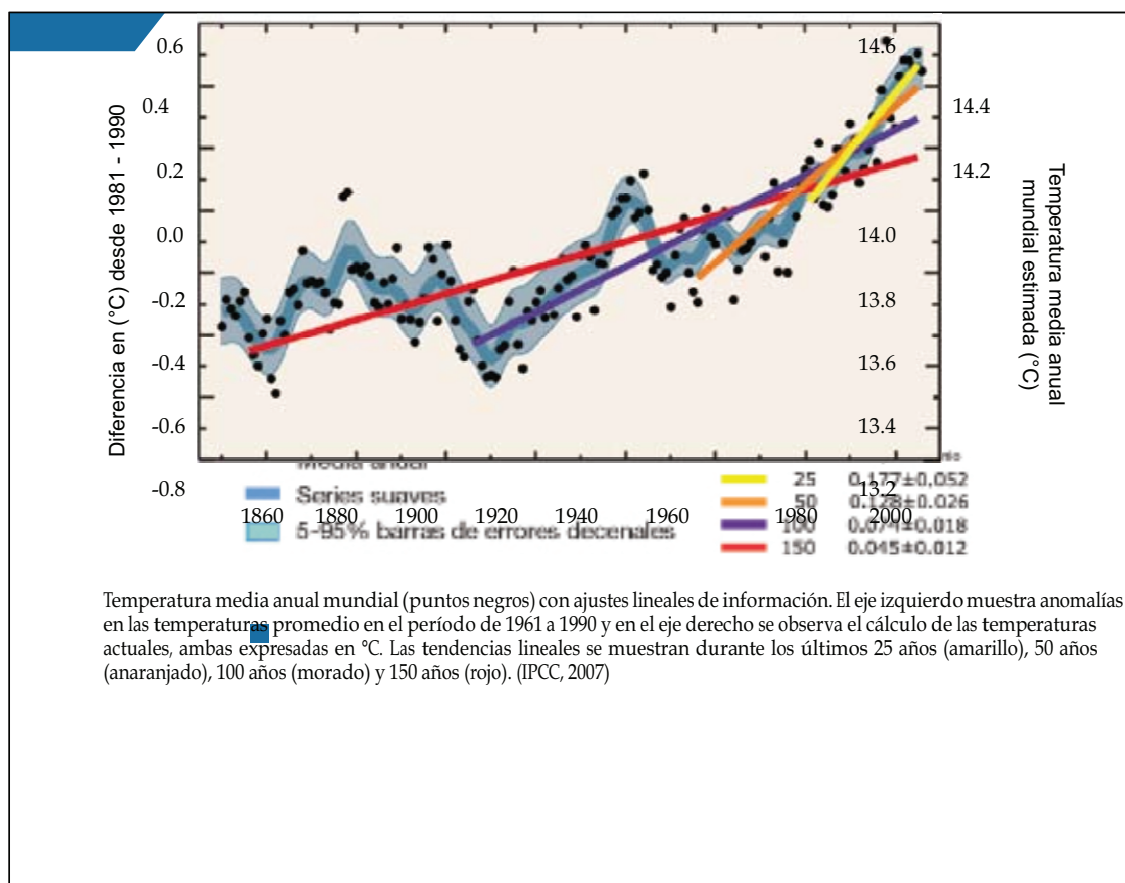 0.6
0.4
0.2
0.0
-0.2
-0.4
-0.6
-0.8
Diferencia en (°C) desde 1981 - 1990
14.6
14.4
14.2
14.0
13.8
13.6
13.4
13.2
Temperatura media anual
mundial estimada (°C)
1860 1880 1900 1920 1940 1960 1980 2000
Media anual
Series suaves
5-95% barras de errores decenales
25 0.177±0.052
50 0.128±0.026
100 0.074±0.018
150 0.045±0.012
Temperatura media anual mundial (puntos negros) con ajustes lineales de información. El eje izquierdo muestra anomalías
en las temperaturas promedio en el período de 1961 a 1990 y en el eje derecho se observa el cálculo de las temperaturas
actuales, ambas expresadas en °C. Las tendencias lineales se muestran durante los últimos 25 años (amarillo), 50 años
(anaranjado), 100 años (morado) y 150 años (rojo). (IPCC, 2007)